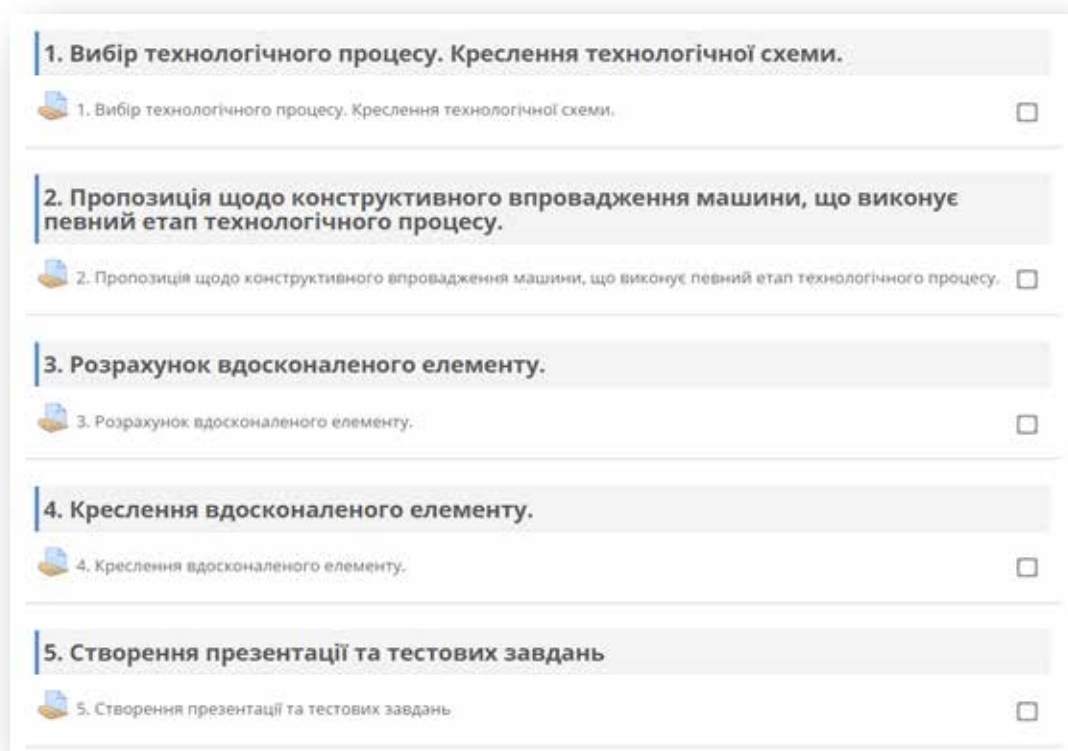 1. Вибір технологічного процесу. Креслення технологічної схеми.
1. Вибір технологічного процесу. Креслення технологічної схеми.
2. Пропозиція щодо конструктивного впровадження машини, що виконує
певний етап технологічного процесу.
2. Пропозиція щодо конструктивного впровадження машини, що виконує певний етап технологічного процесу.
3. Розрахунок вдосконаленого елементу.
3. Розрахунок вдосконаленого елементу.
4. Креслення вдосконаленого елементу.
4. Креслення вдосконаленого елементу.
5. Створення презентації та тестових завдань
5. Створення презентації та тестових завдань